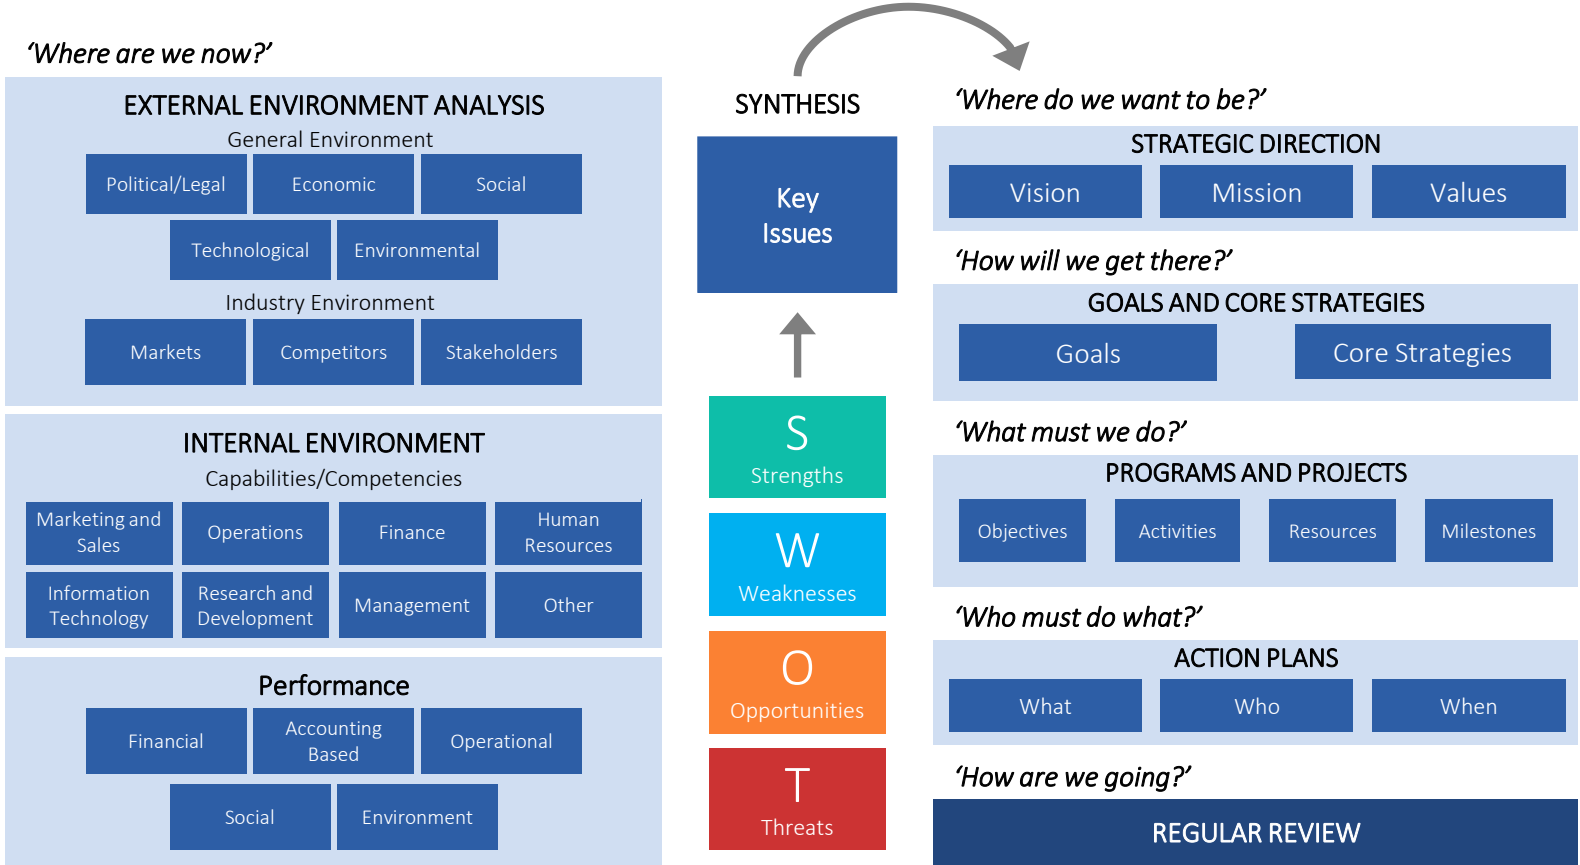 ‘Where are we now?’
EXTERNAL ENVIRONMENT ANALYSIS
General Environment
Political/Legal
Economic
Social
Technological
Environmental
Industry Environment
Markets
Competitors
Stakeholders
INTERNAL ENVIRONMENT
Capabilities/Competencies
Marketing and
Sales
Operations
Finance
Human
Resources
Information
Technology
Research and
Development
Management
Other
Performance
Financial
Accounting
Based
Operational
Social
Environment
SYNTHESIS
Key
Issues
S
Strengths
W
Weaknesses
O
Opportunities
T
Threats
‘Where do we want to be?’
STRATEGIC DIRECTION
Vision
Mission
Values
‘How will we get there?’
GOALS AND CORE STRATEGIES
Goals
Core Strategies
‘What must we do?’
PROGRAMS AND PROJECTS
Objectives
Activities
Resources
Milestones
‘Who must do what?’
ACTION PLANS
What
Who
When
‘How are we going?’
REGULAR REVIEW